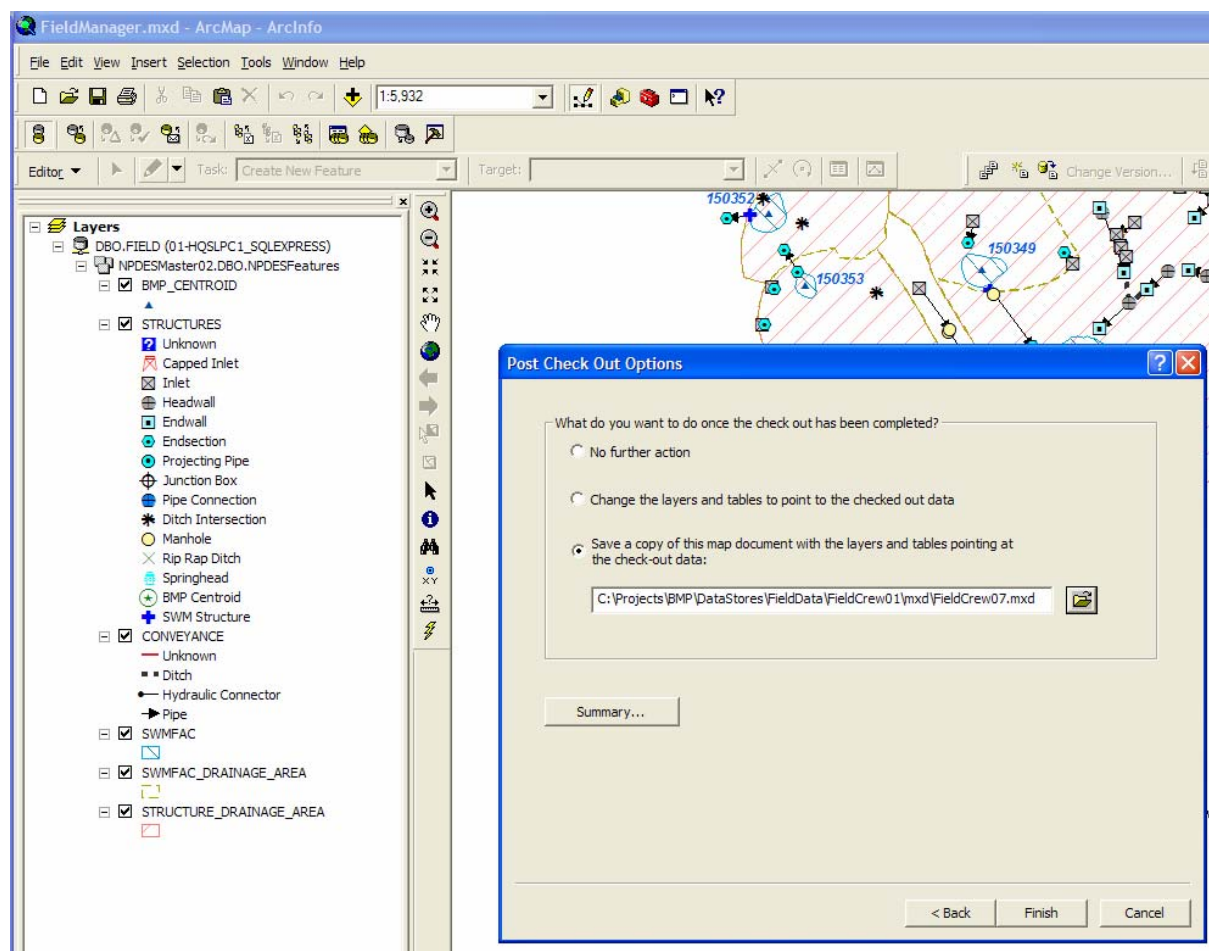 FieldManager.mxd - ArcMap - ArcInfo
File Edit View Insert Selection Tools Window Help
1:5,932
Editor Task: Create New Feature Target: Change Version...
Layers
DBO.FIELD (01-HQSLPC1_SQLEXPRESS)
NPDESMaster02.DBO.NPDESFeatures
BMP_CENTROID
STRUCTURES
Unknown
Capped Inlet
Inlet
Headwall
Endwall
Endsection
Projecting Pipe
Junction Box
Pipe Connection
Ditch Intersection
Manhole
Rip Rap Ditch
Springhead
BMP Centroid
SWM Structure
CONVEYANCE
Unknown
Ditch
Hydraulic Connector
Pipe
SWMFAC
SWMFAC_DRAINAGE_AREA
STRUCTURE_DRAINAGE_AREA
XY
150352
150349
150353
Post Check Out Options
What do you want to do once the check out has been completed?
No further action
Change the layers and tables to point to the checked out data
Save a copy of this map document with the layers and tables pointing at
the check-out data:
C:\Projects\BMP\DataStores\FieldData\FieldCrew01\mxd\FieldCrew07.mxd
Summary...
< Back Finish Cancel